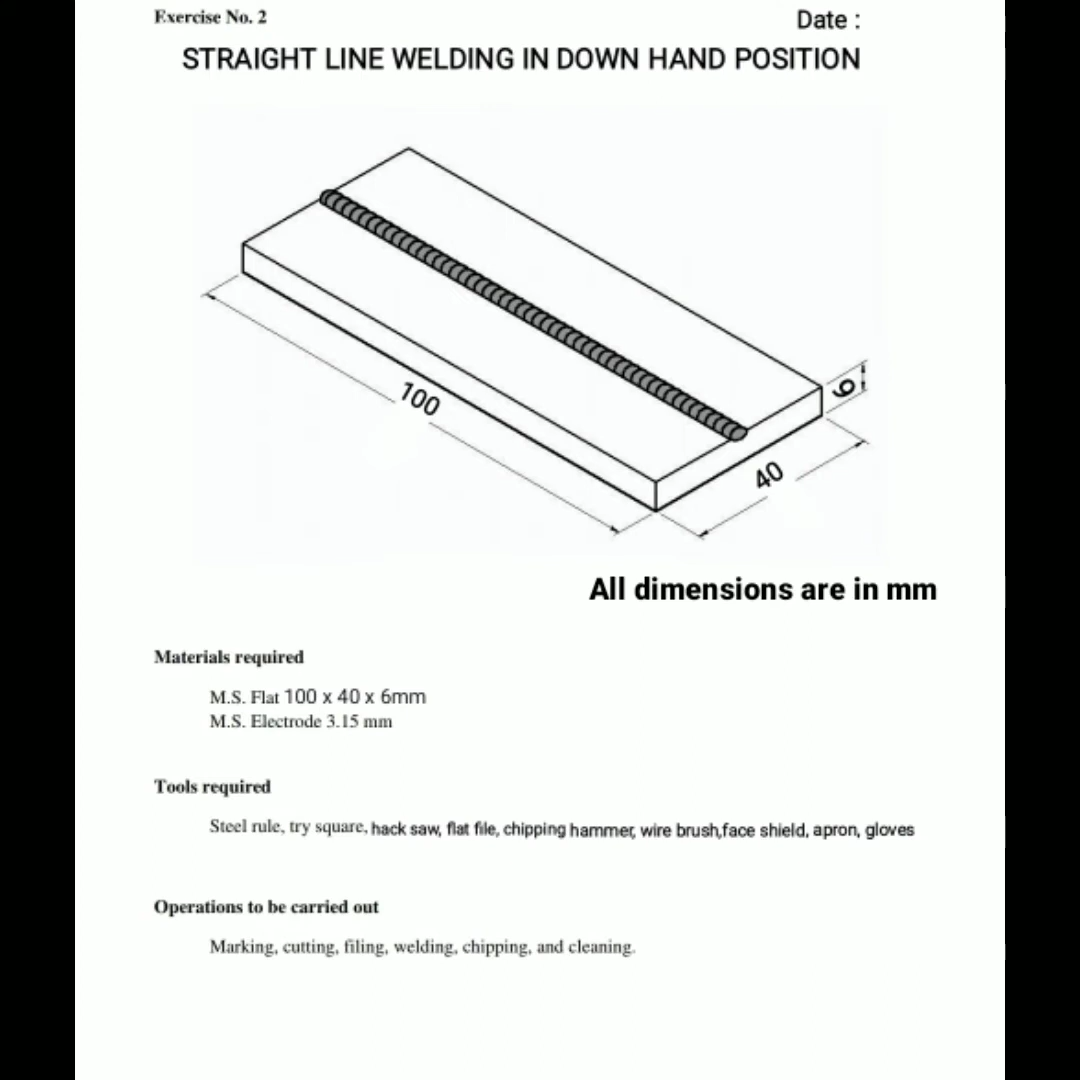 Exercise No. 2
Date :
STRAIGHT LINE WELDING IN DOWN HAND POSITION
100
6
40
All dimensions are in mm
Materials required
M.S. Flat 100 x 40 x 6mm
M.S. Electrode 3.15 mm
Tools required
Steel rule, try square, hack saw, flat file, chipping hammer, wire brush,face shield, apron, gloves
Operations to be carried out
Marking, cutting, filing, welding, chipping, and cleaning.